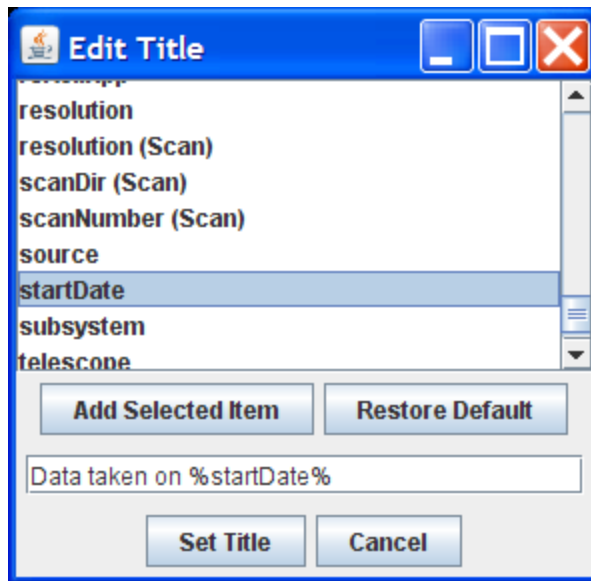 Edit Title
resolution
resolution (Scan)
scanDir (Scan)
scanNumber (Scan)
source
startDate
subsystem
telescope
Add Selected Item Restore Default
Data taken on %startDate%
Set Title Cancel